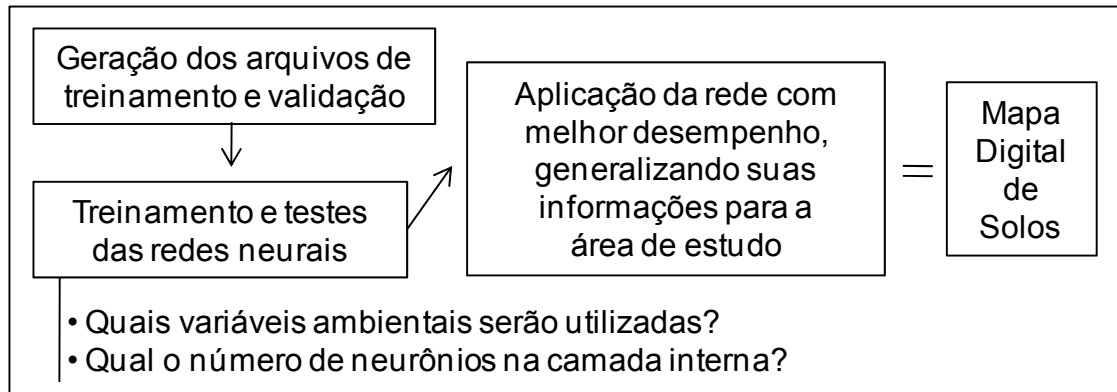 Geração dos arquivos de
treinamento e validação
Treinamento e testes
das redes neurais
Aplicação da rede com
melhor desempenho,
generalizando suas
informações para a
área de estudo
=
Mapa
Digital
de
Solos
• Quais variáveis ambientais serão utilizadas?
• Qual o número de neurônios na camada interna?